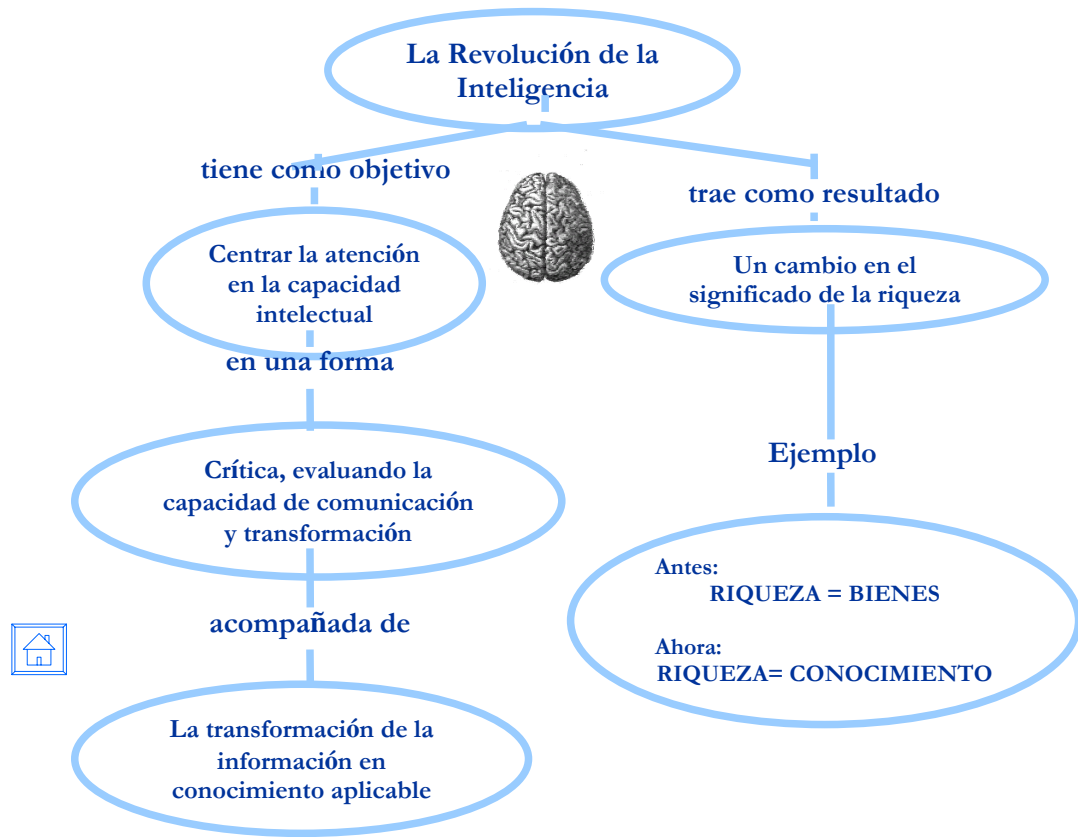 La Revolución de la
Inteligencia
tiene como objetivo
trae como resultado
Centrar la atención
en la capacidad
intelectual
Un cambio en el
significado de la riqueza
en una forma
Ejemplo
Crítica, evaluando la
capacidad de comunicación
y transformación
Antes:
RIQUEZA = BIENES
Ahora:
RIQUEZA= CONOCIMIENTO
acompañada de
La transformación de la
información en
conocimiento aplicable